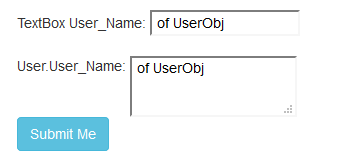 TextBox User_Name: of UserObj
User.User_Name: of UserObj
Submit Me